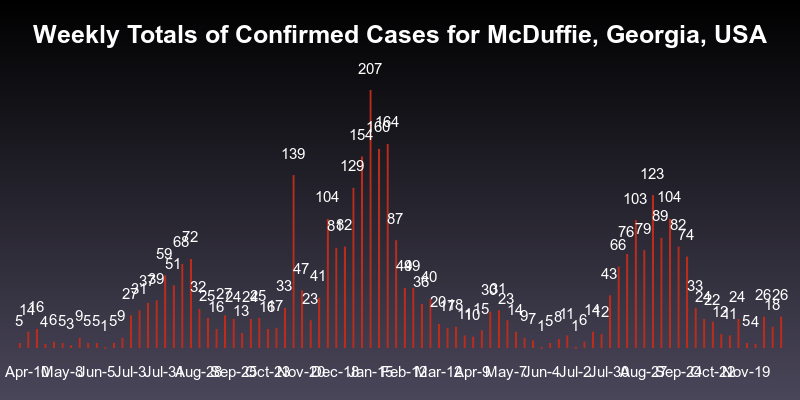 Weekly Totals of Confirmed Cases for McDuffie, Georgia, USA
207
164
160
154
139
129
123
104 103 104
87 89
81 82 76 79 82
72 66 74
68
59
51 47 49 49 43
41 40
37 39 36
31 32 33 30 31 33
27 25 27 24 24 25 23 20 23 24 22 24 26 26
14 16 16 13 16 17 17 18 15 14 14 12 12 11 18
5 4 6 5 3 9 5 5 1 5 9 11 10 9 7 1 5 8 11 1 6 5 4
Apr-10 May-8 Jun-5 Jul-3 Jul-31 Aug-28 Sep-25 Oct-23 Nov-20 Dec-18 Jan-15 Feb-12 Mar-12 Apr-9 May-7 Jun-4 Jul-2 Jul-30 Aug-27 Sep-24 Oct-22 Nov-19